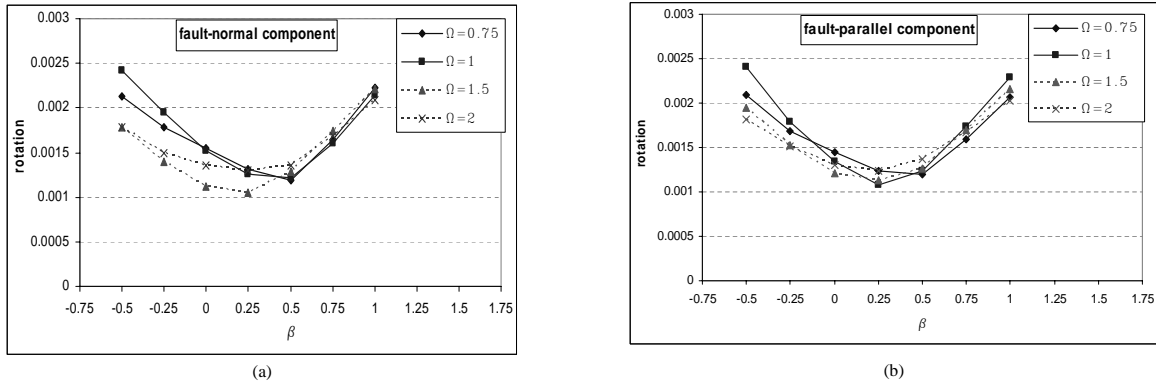 fault-normal component
Ω=0.75
Ω=1
Ω=1.5
Ω=2
0.003
0.0025
0.002
0.0015
0.001
0.0005
0
rotation
-0.75 -0.5 -0.25 0 0.25 0.5 0.75 1 1.25 1.5 1.75
β
(a)
fault-parallel component
Ω=0.75
Ω=1
Ω=1.5
Ω=2
0.003
0.0025
0.002
0.0015
0.001
0.0005
0
rotation
-0.75 -0.5 -0.25 0 0.25 0.5 0.75 1 1.25 1.5 1.75
β
(b)